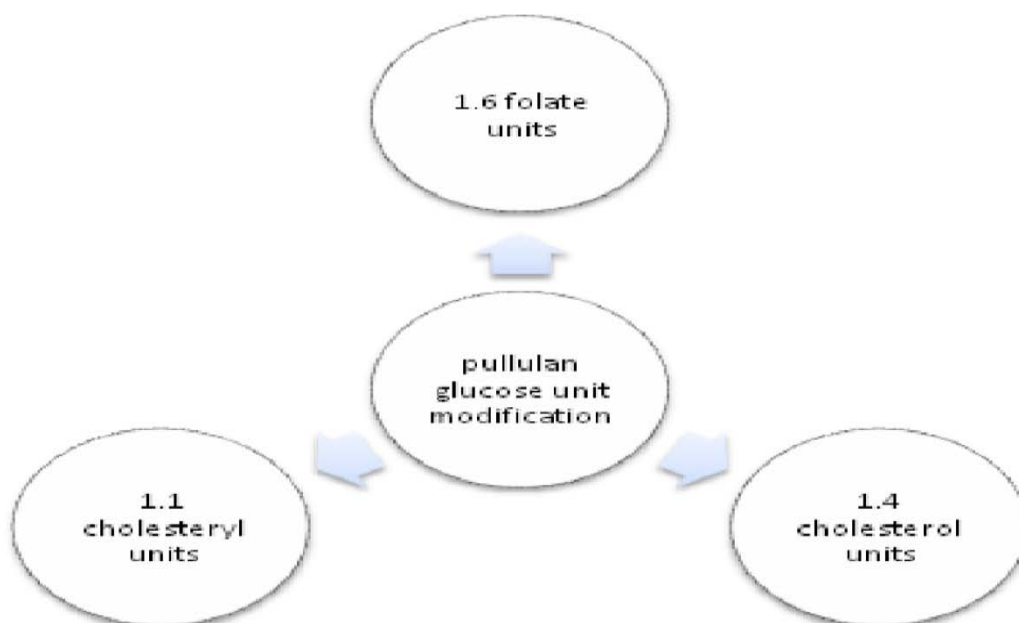 1.6 folate
units
pullulan
glucose unit
modification
1.1
cholesteryl
units
1.4
cholesterol
units